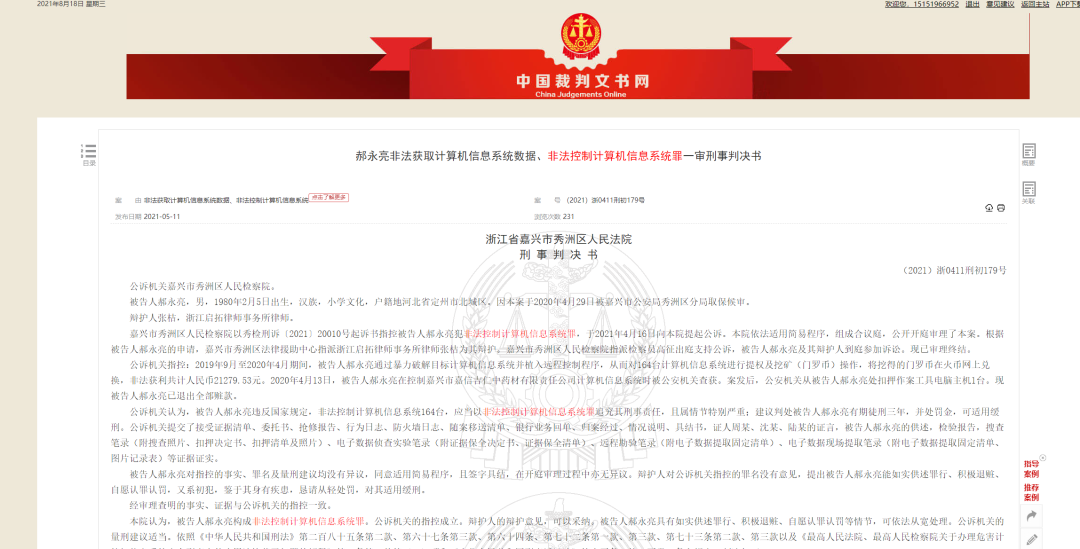 2021年8月18日 星期三
欢迎您，15151966952 退出 意见建议 返回主站 APP下载
中国裁判文书网
China Judgements Online
目录
概要
郝永亮非法获取计算机信息系统数据、非法控制计算机信息系统罪一审刑事判决书
关联
案 由 非法获取计算机信息系统数据、非法控制计算机信息系统 点击了解更多
案 号 （2021）浙0411刑初179号
发布日期 2021-05-11
浏览次数 231
浙江省嘉兴市秀洲区人民法院
刑 事 判 决 书
（2021）浙0411刑初179号
公诉机关嘉兴市秀洲区人民检察院。
被告人郝永亮，男，1980年2月5日出生，汉族，小学文化，户籍地河北省定州市北城区。因本案于2020年4月29日被嘉兴市公安局秀洲区分局取保候审。
辩护人张桔，浙江启拓律师事务所律师。
嘉兴市秀洲区人民检察院以秀检刑诉〔2021〕20010号起诉书指控被告人郝永亮犯非法控制计算机信息系统罪，于2021年4月16日向本院提起公诉。本院依法适用简易程序，组成合议庭，公开开庭审理了本案。根
据被告人郝永亮的申请，嘉兴市秀洲区法律援助中心指派浙江启拓律师事务所律师张桔为其辩护。嘉兴市秀洲区人民检察院指派检察员高征出庭支持公诉，被告人郝永亮及其辩护人到庭参加诉讼。现已审理终结。
公诉机关指控：2019年9月至2020年4月期间，被告人郝永亮通过暴力破解目标计算机信息系统并植入远程控制程序，从而对164台计算机信息系统进行提权及挖矿（门罗币）操作，将挖得的门罗币在火币网上兑
换，非法获利共计人民币21279.53元。2020年4月13日，被告人郝永亮在控制嘉兴市嘉信古仁中药材有限责任公司计算机信息系统时被公安机关查获。案发后，公安机关从被告人郝永亮处扣押作案工具电脑主机1台。现
被告人郝永亮已退出全部赃款。
公诉机关认为，被告人郝永亮违反国家规定，非法控制计算机信息系统164台，应当以非法控制计算机信息系统罪追究其刑事责任，且属情节特别严重；建议判处被告人郝永亮有期徒刑三年，并处罚金，可适用缓
刑。公诉机关提交了接受证据清单、委托书、抢修报告、行为日志、防火墙日志、随案移送清单、银行业务回单、归案经过、情况说明、具结书，证人周某、沈某、陆某的证言，被告人郝永亮的供述，检验报告，搜查
笔录（附搜查照片、扣押决定书、扣押清单及照片）、电子数据侦查实验笔录（附证据保全决定书、证据保全清单）、远程勘验笔录（附电子数据提取固定清单）、电子数据现场提取笔录（附电子数据提取固定清单、
图片记录表）等证据证实。
被告人郝永亮对指控的事实、罪名及量刑建议均没有异议，同意适用简易程序，且签字具结，在开庭审理过程中亦无异议。辩护人对公诉机关指控的罪名没有意见，提出被告人郝永亮能如实供述罪行、积极退赃、
自愿认罪认罚，又系初犯，鉴于其身有疾患，恳请从轻处罚，对其适用缓刑。
经审理查明的事实、证据与公诉机关的指控一致。
指导
案例
推荐
案例
本院认为，被告人郝永亮构成非法控制计算机信息系统罪。公诉机关的指控成立。辩护人的辩护意见，可以采纳。被告人郝永亮具有如实供述罪行、积极退赃、自愿认罪认罚等情节，可依法从宽处理。公诉机关的
量刑建议适当。依照《中华人民共和国刑法》第二百八十五条第二款、第六十七条第三款、第六十四条、第七十二条第一款、第三款、第七十三条第二款、第三款以及《最高人民法院、最高人民检察院关于办理危害计